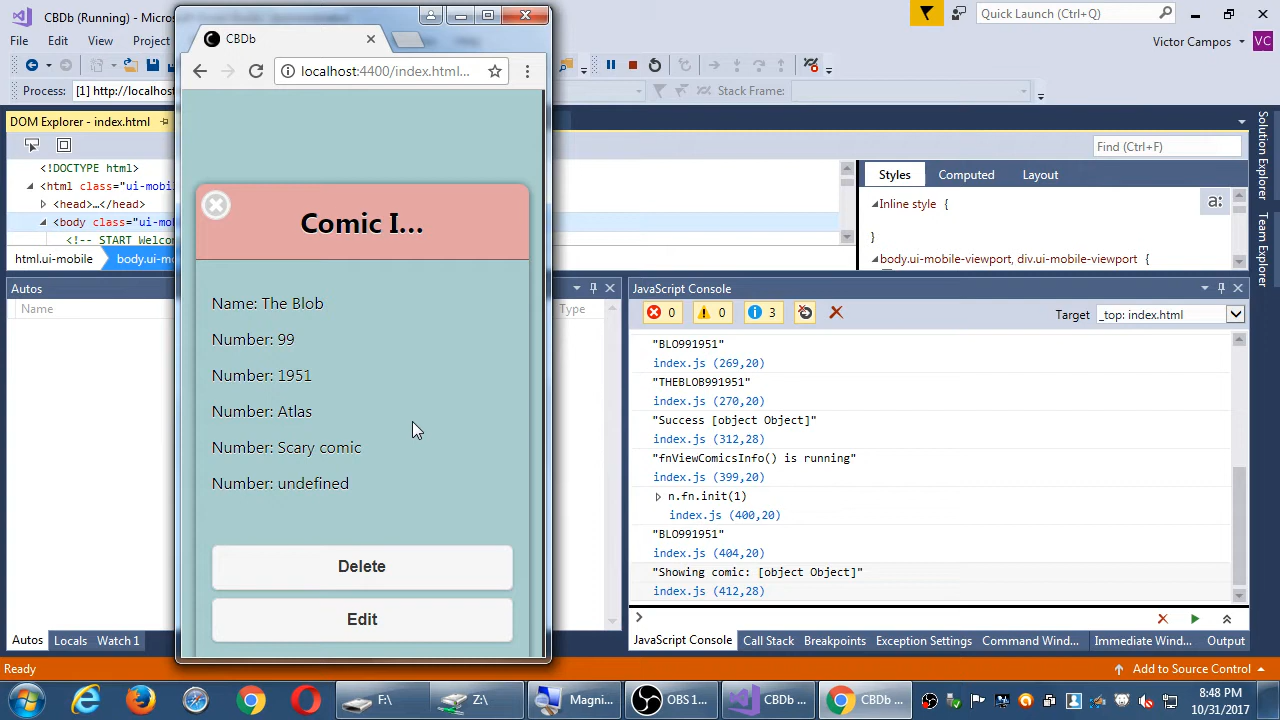 CBDb (Running) - Micros
Quick Launch (Ctrl+Q)
File Edit View Project
Victor Campos VC
Process: [1] http://localhos
Stack Frame:
CBDb
localhost:4400/index.html...
DOM Explorer - index.html
Find (Ctrl+F)
<!DOCTYPE html>
<html class="ui-mobi
<head>…</head>
<body class="ui-mob
<!-- START Welcom
html.ui-mobile body.ui-m
Styles Computed Layout
Inline style {
a:
}
body.ui-mobile-viewport, div.ui-mobile-viewport {
Solution Explorer
Team Explorer
Comic I...
Name: The Blob
Number: 99
Number: 1951
Number: Atlas
Number: Scary comic
Number: undefined
Delete
Edit
Autos
Name
Type
Autos Locals Watch 1
JavaScript Console
0 0 3
Target _top: index.html
"BLO991951"
index.js (269,20)
"THEBLOB991951"
index.js (270,20)
"Success [object Object]"
index.js (312,28)
"fnViewComicsInfo() is running"
index.js (399,20)
n.fn.init(1)
index.js (400,20)
"BLO991951"
index.js (404,20)
"Showing comic: [object Object]"
index.js (412,28)
JavaScript Console Call Stack Breakpoints Exception Settings Command Wind... Immediate Wind... Output
Ready
Add to Source Control
F:\ Z:\ Magni... OBS 1... CBDb ... CBDb ...
8:48 PM
10/31/2017